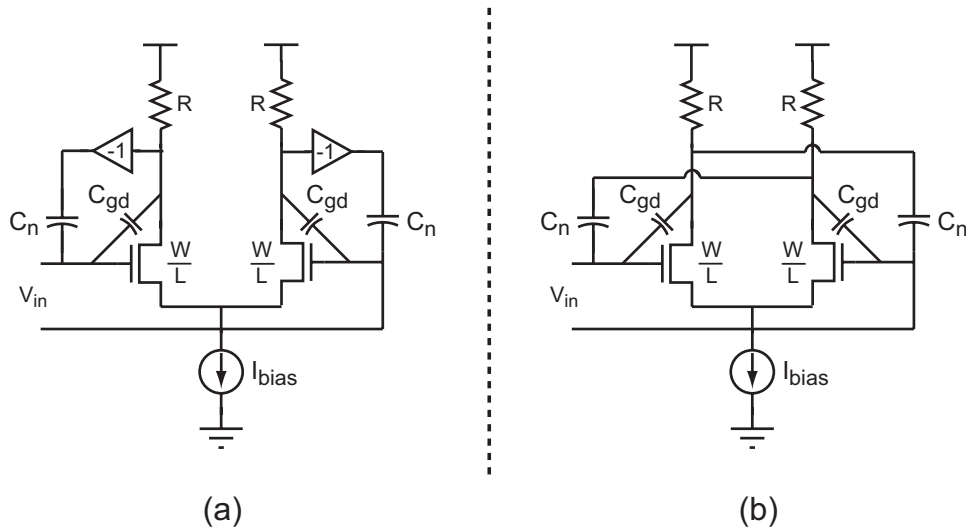 R
R
R
R
-1
-1
C_gd
C_gd
C_gd
C_gd
C_n
C_n
C_n
C_n
W
L
W
L
W
L
W
L
V_in
V_in
I_bias
I_bias
(a)
(b)